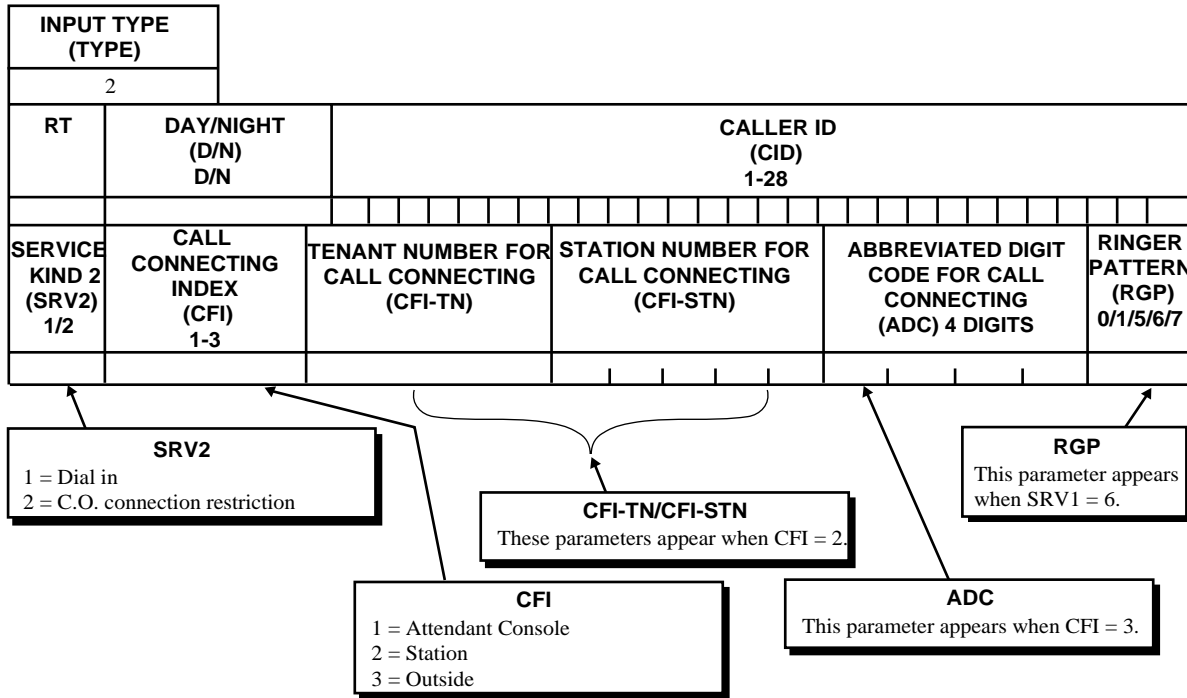 INPUT TYPE
(TYPE)
2
RT
DAY/NIGHT
(D/N)
D/N
CALLER ID
(CID)
1-28
SERVICE
KIND 2
(SRV2)
1/2
CALL
CONNECTING
INDEX
(CFI)
1-3
TENANT NUMBER FOR
CALL CONNECTING
(CFI-TN)
STATION NUMBER FOR
CALL CONNECTING
(CFI-STN)
ABBREVIATED DIGIT
CODE FOR CALL
CONNECTING
(ADC) 4 DIGITS
RINGER
PATTERN
(RGP)
0/1/5/6/7
SRV2
1 = Dial in
2 = C.O. connection restriction
CFI-TN/CFI-STN
These parameters appear when CFI = 2.
RGP
This parameter appears
when SRV1 = 6.
CFI
1 = Attendant Console
2 = Station
3 = Outside
ADC
This parameter appears when CFI = 3.